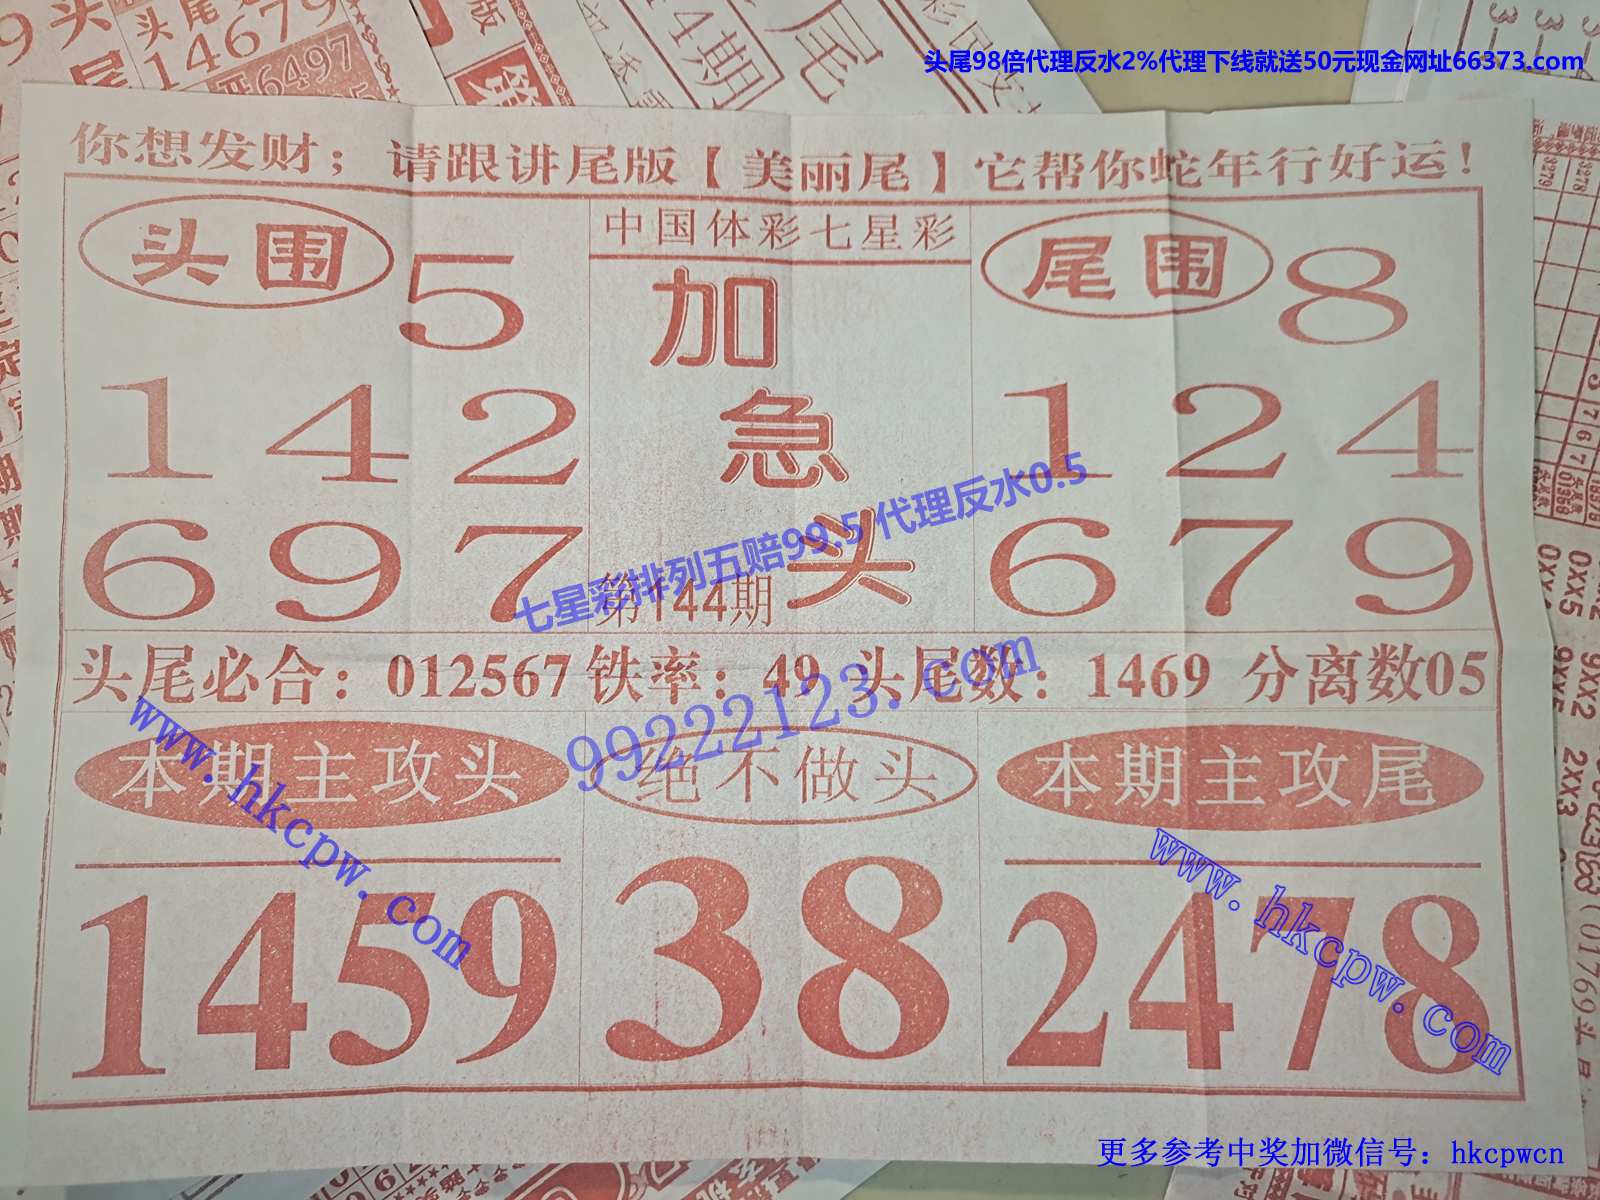 头尾98倍代理反水2%代理下线就送50元现金网址66373.com
你想发财；请跟讲尾版【美丽尾】它帮你蛇年行好运！
头围 5
142
697
中国体彩七星彩
加
急
头
第144期
尾围 8
124
679
七星彩排列五赔99.5 代理反水0.5
头尾必合：012567 铁率：49 头尾数：1469 分离数05
99222123.com
本期主攻头 绝不做头 本期主攻尾
www.hkcpw.com
www.hkcpw.com
1459 38 2478
更多参考中奖加微信号：hkcpwcn